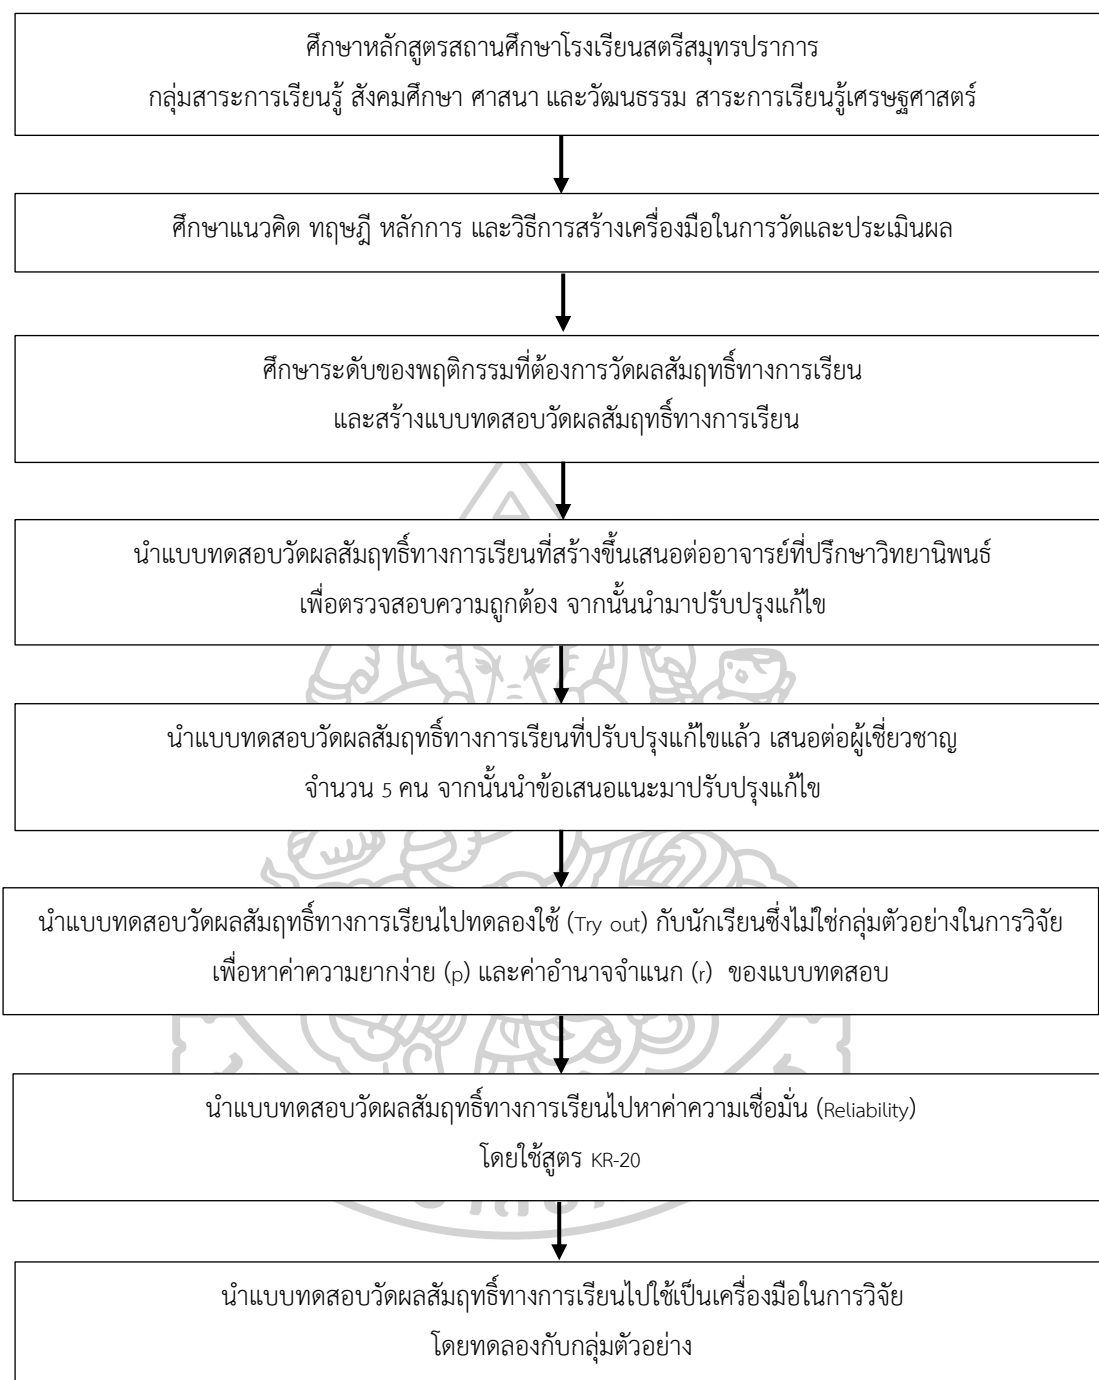 ศึกษาหลักสูตรสถานศึกษาโรงเรียนสตรีสมุทรปราการ
กลุ่มสาระการเรียนรู้ สังคมศึกษา ศาสนา และวัฒนธรรม สาระการเรียนรู้เศรษฐศาสตร์
ศึกษาแนวคิด ทฤษฎี หลักการ และวิธีการสร้างเครื่องมือในการวัดและประเมินผล
ศึกษาระดับของพฤติกรรมที่ต้องการวัดผลสัมฤทธิ์ทางการเรียน
และสร้างแบบทดสอบวัดผลสัมฤทธิ์ทางการเรียน
นำแบบทดสอบวัดผลสัมฤทธิ์ทางการเรียนที่สร้างขึ้นเสนอต่ออาจารย์ที่ปรึกษาวิทยานิพนธ์
เพื่อตรวจสอบความถูกต้อง จากนั้นนำมาปรับปรุงแก้ไข
นำแบบทดสอบวัดผลสัมฤทธิ์ทางการเรียนที่ปรับปรุงแก้ไขแล้ว เสนอต่อผู้เชี่ยวชาญ
จำนวน 5 คน จากนั้นนำข้อเสนอแนะมาปรับปรุงแก้ไข
นำแบบทดสอบวัดผลสัมฤทธิ์ทางการเรียนไปทดลองใช้ (Try out) กับนักเรียนซึ่งไม่ใช่กลุ่มตัวอย่างในการวิจัย
เพื่อหาค่าความยากง่าย (p) และค่าอำนาจจำแนก (r) ของแบบทดสอบ
นำแบบทดสอบวัดผลสัมฤทธิ์ทางการเรียนไปหาค่าความเชื่อมั่น (Reliability)
โดยใช้สูตร KR-20
นำแบบทดสอบวัดผลสัมฤทธิ์ทางการเรียนไปใช้เป็นเครื่องมือในการวิจัย
โดยทดลองกับกลุ่มตัวอย่าง